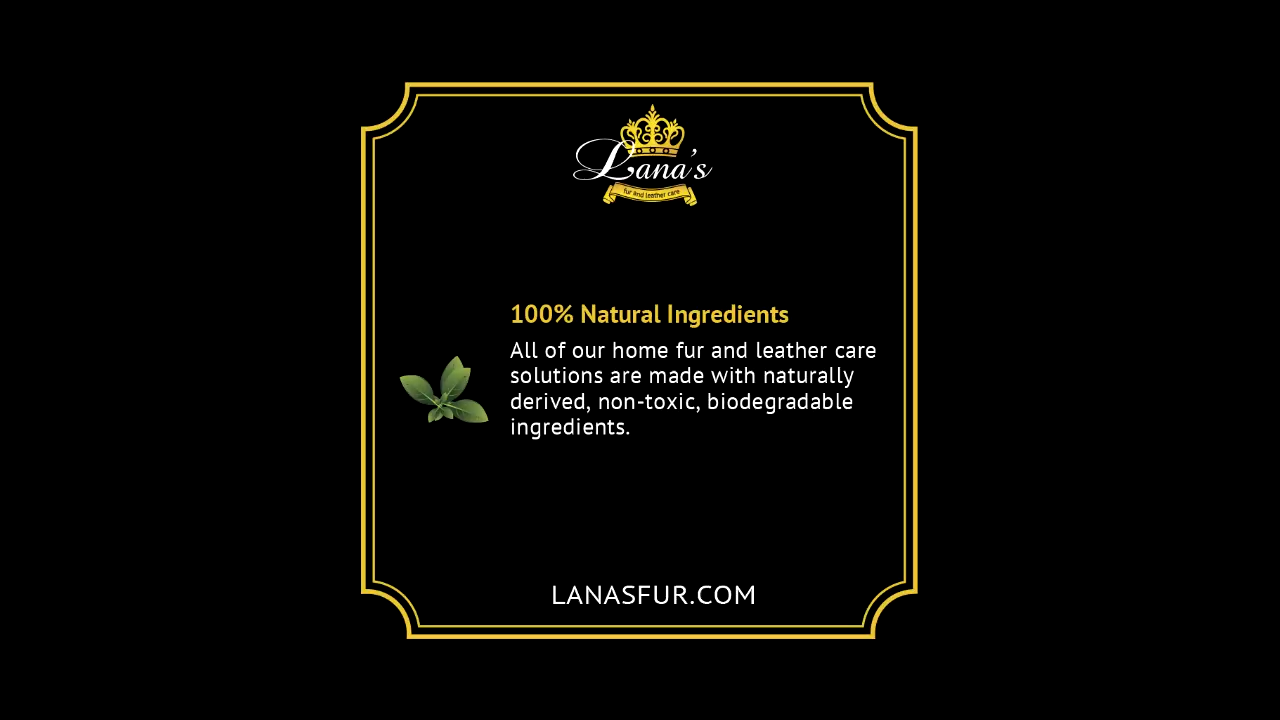 Lana's
fur and leather care
100% Natural Ingredients
All of our home fur and leather care
solutions are made with naturally
derived, non-toxic, biodegradable
ingredients.
LANASFUR.COM